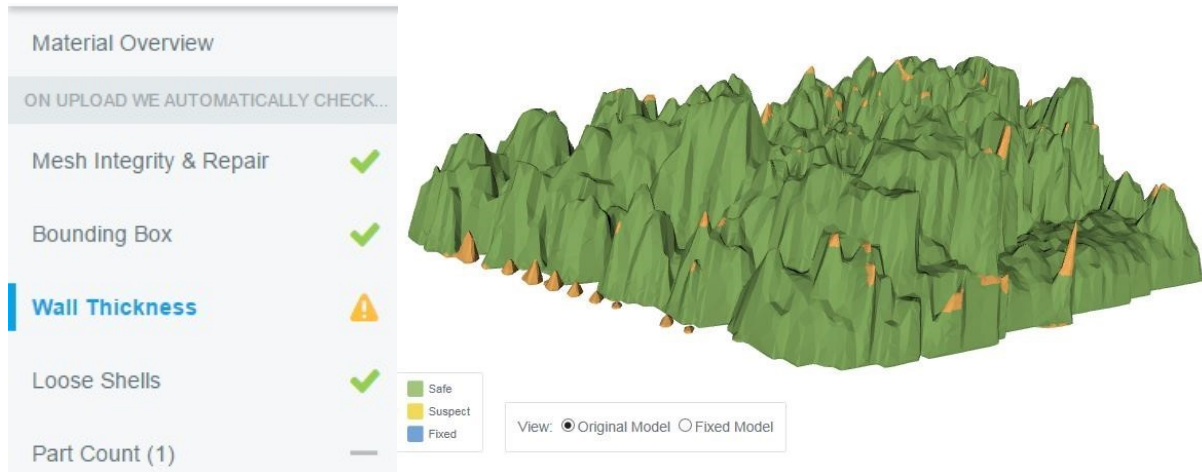 Material Overview
ON UPLOAD WE AUTOMATICALLY CHECK...
Mesh Integrity & Repair
Bounding Box
Wall Thickness
Loose Shells
Part Count (1)
Safe
Suspect
Fixed
View: Original Model Fixed Model